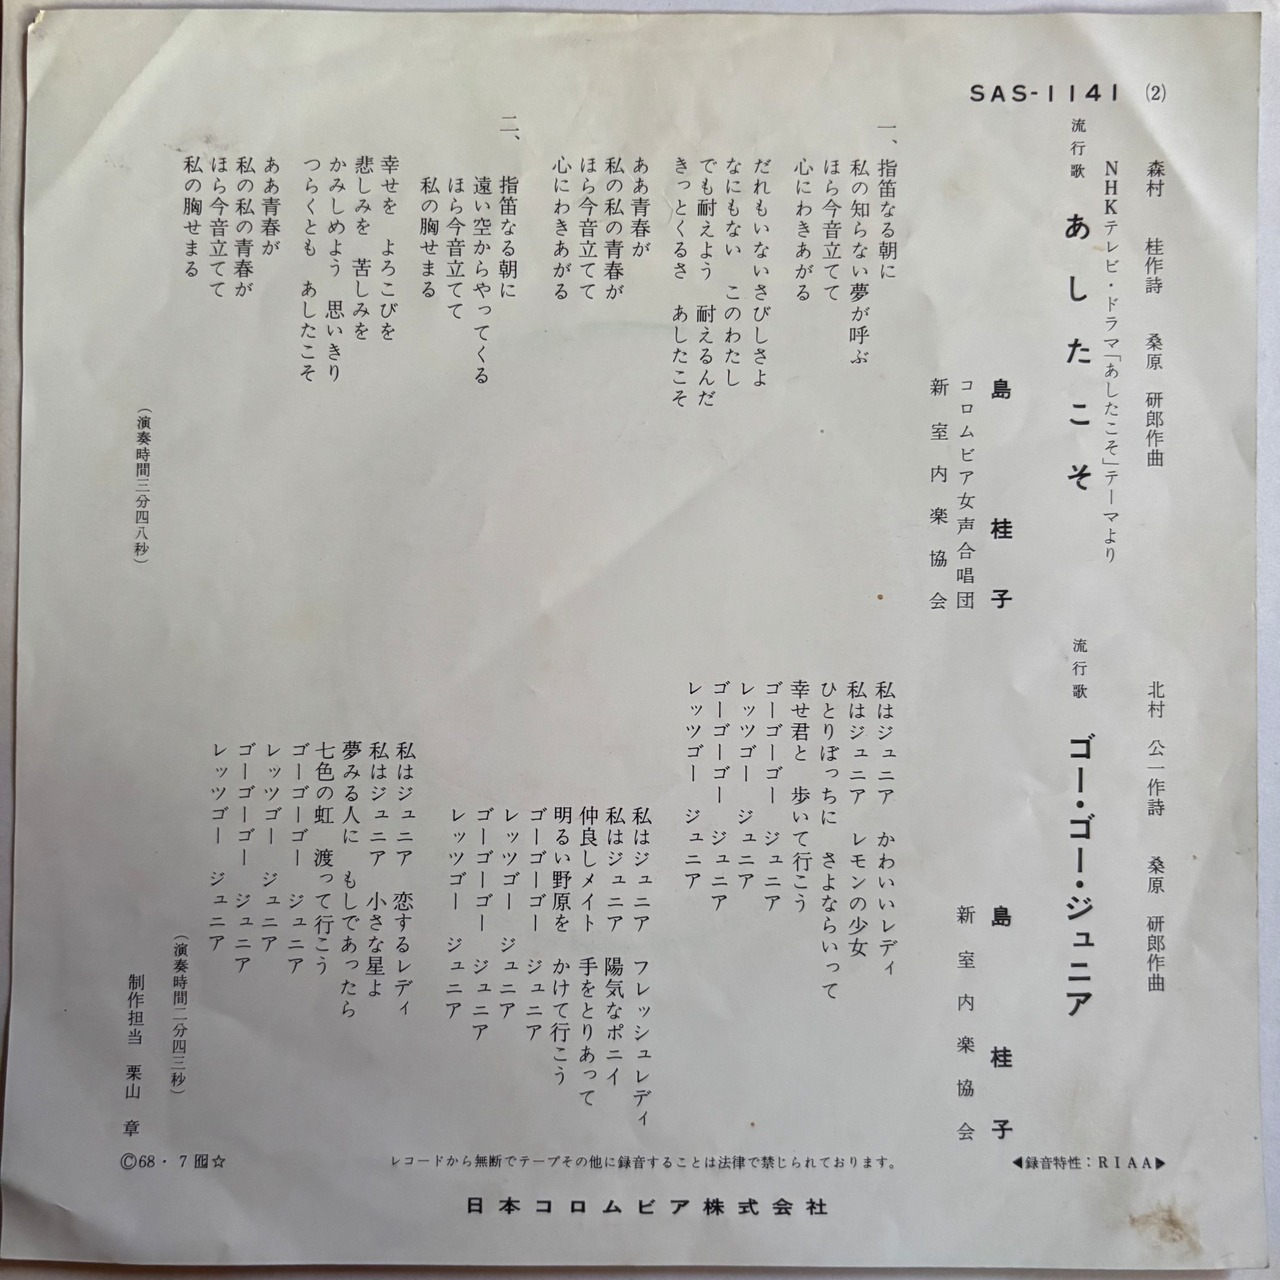 SAS-1141 (2)
森村 桂作詩 桑原 研郎作曲
NHKテレビ・ドラマ「あしたこそ」テーマより
流行歌 あしたこそ
島桂子
コロムビア女声合唱団
新室内楽協会
一、指笛なる朝に
私の知らない夢が呼ぶ
ほら今音立てて
心にわきあがる
だれもいないさびしさよ
なにもない このわたし
でも耐えよう 耐えるんだ
きっとくるさ あしたこそ
ああ青春が
私の私の青春が
ほら今音立てて
心にわきあがる
二、指笛なる朝に
遠い空からやってくる
ほら今音立てて
私の胸せまる
幸せを よろこびを
悲しみを 苦しみを
かみしめよう 思いきり
つらくとも あしたこそ
ああ青春が
私の私の青春が
ほら今音立てて
私の胸せまる
(演奏時間三分四八秒)
北村 公一作詩 桑原 研郎作曲
流行歌 ゴー・ゴー・ジュニア
島桂子
新室内楽協会
私はジュニア かわいいレディ
私はジュニア レモンの少女
ひとりぼっちに さよならいって
幸せ君と 歩いて行こう
ゴーゴーゴー ジュニア
レッツゴー ジュニア
ゴーゴーゴー ジュニア
レッツゴー ジュニア
私はジュニア フレッシュレディ
私はジュニア 陽気なポニイ
仲良しメイト 手をとりあって
明るい野原を かけて行こう
ゴーゴーゴー ジュニア
レッツゴー ジュニア
ゴーゴーゴー ジュニア
レッツゴー ジュニア
私はジュニア 恋するレディ
私はジュニア 小さな星よ
夢みる人に もしであったら
七色の虹 渡って行こう
ゴーゴーゴー ジュニア
レッツゴー ジュニア
ゴーゴーゴー ジュニア
レッツゴー ジュニア
(演奏時間二分四三秒)
制作担当 栗山 章
◀録音特性：RIAA▶
レコードから無断でテープその他に録音することは法律で禁じられております。
Ⓒ68・7 ☆
日本コロムビア株式会社